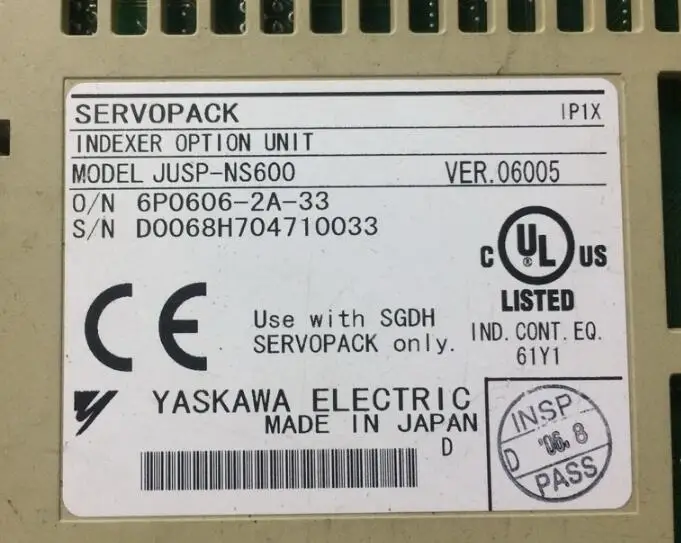 SERVOPACK IP1X
INDEXER OPTION UNIT
MODEL JUSP-NS600 VER.06005
O/N 6P0606-2A-33
S/N D0068H704710033
CE
Use with SGDH
SERVOPACK only.
C UL® US
LISTED
IND. CONT. EQ.
61Y1
YASKAWA ELECTRIC
MADE IN JAPAN
D
INSP
D '06.8
PASS